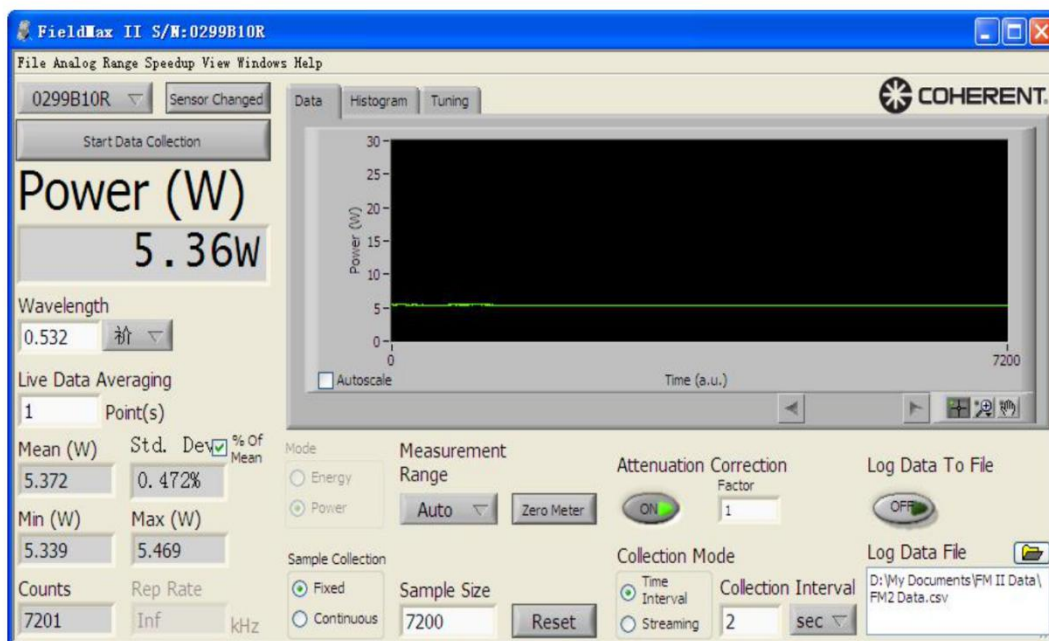 FieldMax II S/N:0299B10R
File Analog Range Speedup View Windows Help
0299B10R
Sensor Changed
Start Data Collection
Power (W)
5.36W
Wavelength
0.532
祄
Live Data Averaging
1
Point(s)
Mean (W)
Std. Dev
% Of
Mean
5.372
0.472%
Min (W)
Max (W)
5.339
5.469
Counts
Rep Rate
7201
Inf
kHz
Data
Histogram
Tuning
COHERENT.
30
25
20
15
10
5
0
Power (W)
0
7200
Time (a.u.)
Autoscale
Mode
Energy
Power
Measurement
Range
Auto
Zero Meter
Attenuation Correction
Factor
ON
1
Log Data To File
OFF
Sample Collection
Fixed
Continuous
Sample Size
7200
Reset
Collection Mode
Time
Interval
Streaming
Collection Interval
2
sec
Log Data File
D:\My Documents\FM II Data\
FM2 Data.csv